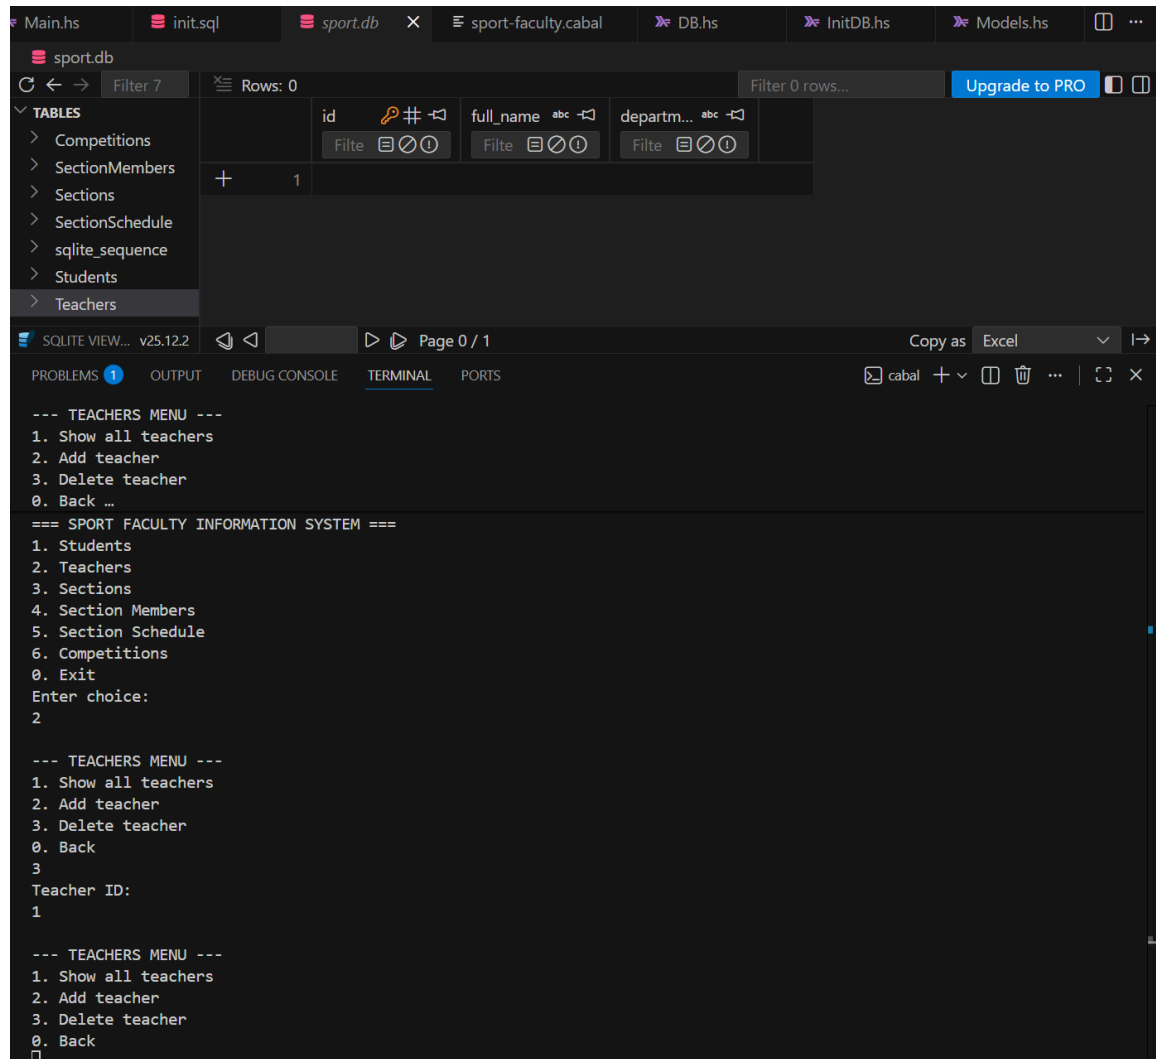 Main.hs init.sql sport.db sport-faculty.cabal DB.hs InitDB.hs Models.hs
sport.db
Filter 7 Rows: 0 Filter 0 rows... Upgrade to PRO
TABLES
id full_name abc departm... abc
Competitions
Filte Filte Filte
SectionMembers
1
Sections
SectionSchedule
sqlite_sequence
Students
Teachers
SQLITE VIEW... v25.12.2 Page 0 / 1 Copy as Excel
PROBLEMS 1 OUTPUT DEBUG CONSOLE TERMINAL PORTS cabal
--- TEACHERS MENU ---
1. Show all teachers
2. Add teacher
3. Delete teacher
0. Back …
=== SPORT FACULTY INFORMATION SYSTEM ===
1. Students
2. Teachers
3. Sections
4. Section Members
5. Section Schedule
6. Competitions
0. Exit
Enter choice:
2
--- TEACHERS MENU ---
1. Show all teachers
2. Add teacher
3. Delete teacher
0. Back
3
Teacher ID:
1
--- TEACHERS MENU ---
1. Show all teachers
2. Add teacher
3. Delete teacher
0. Back